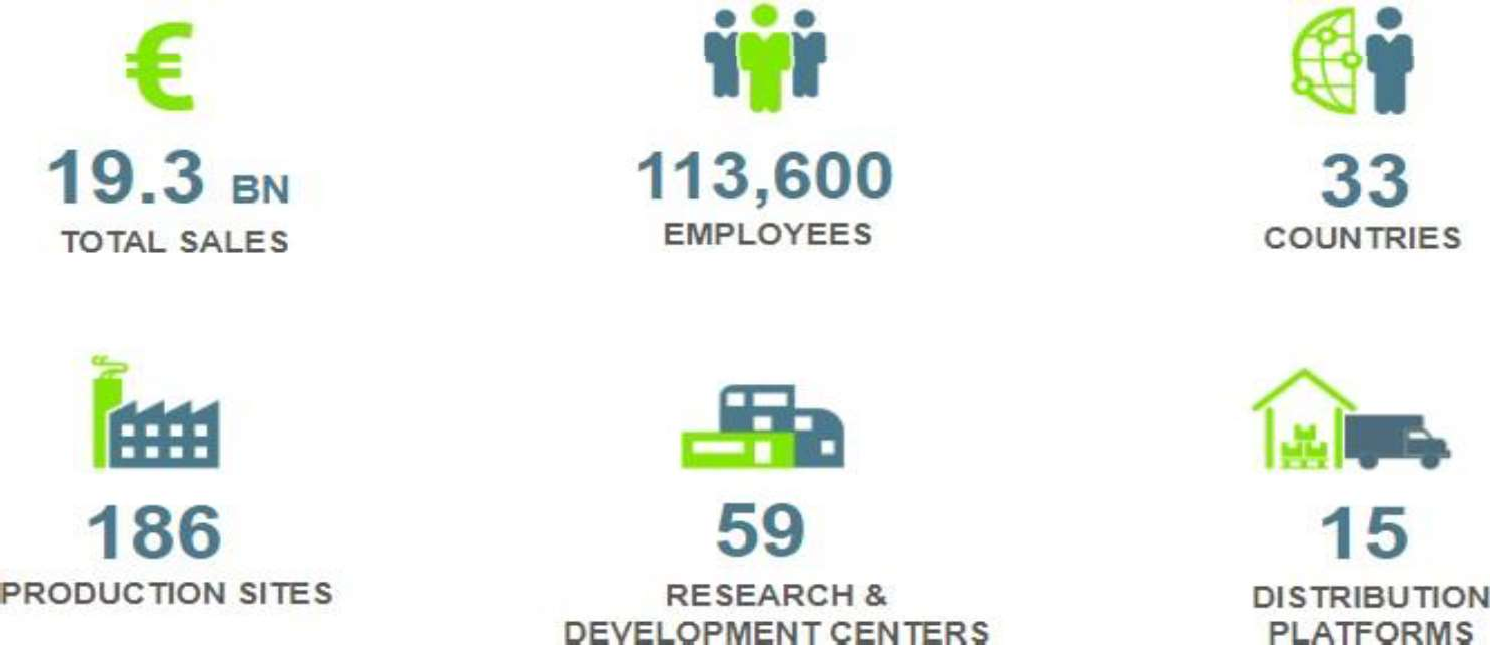 €
19.3 BN
TOTAL SALES
113,600
EMPLOYEES
33
COUNTRIES
186
PRODUCTION SITES
59
RESEARCH &
DEVELOPMENT CENTERS
15
DISTRIBUTION
PLATFORMS